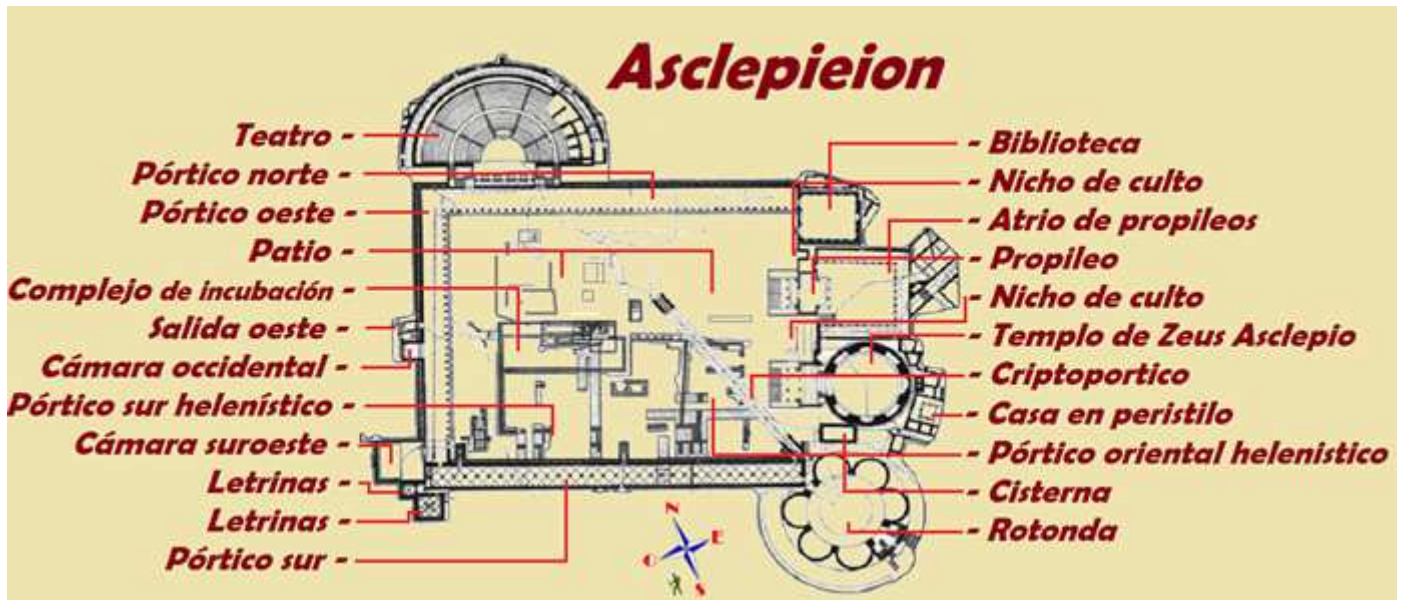 Asclepieion
Teatro -
Pórtico norte -
Pórtico oeste -
Patio -
Complejo de incubación -
Salida oeste -
Cámara occidental -
Pórtico sur helenístico -
Cámara suroeste -
Letrinas -
Letrinas -
Pórtico sur -
- Biblioteca
- Nicho de culto
- Atrio de propileos
- Propileo
- Nicho de culto
- Templo de Zeus Asclepio
- Criptoportico
- Casa en peristilo
- Pórtico oriental helenistico
- Cisterna
- Rotonda
N
E
O
S